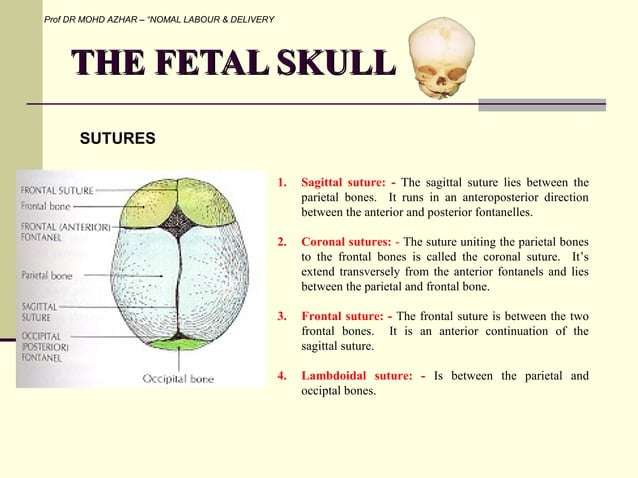 Prof DR MOHD AZHAR – “NOMAL LABOUR & DELIVERY
THE FETAL SKULL
SUTURES
FRONTAL SUTURE
Frontal bone
FRONTAL (ANTERIOR)
FONTANEL
Parietal bone
SAGITTAL
SUTURE
OCCIPITAL
(POSTERIOR)
FONTANEL
Occipital bone
1. Sagittal suture: - The sagittal suture lies between the
parietal bones. It runs in an anteroposterior direction
between the anterior and posterior fontanelles.
2. Coronal sutures: - The suture uniting the parietal bones
to the frontal bones is called the coronal suture. It’s
extend transversely from the anterior fontanels and lies
between the parietal and frontal bone.
3. Frontal suture: - The frontal suture is between the two
frontal bones. It is an anterior continuation of the
sagittal suture.
4. Lambdoidal suture: - Is between the parietal and
occiptal bones.